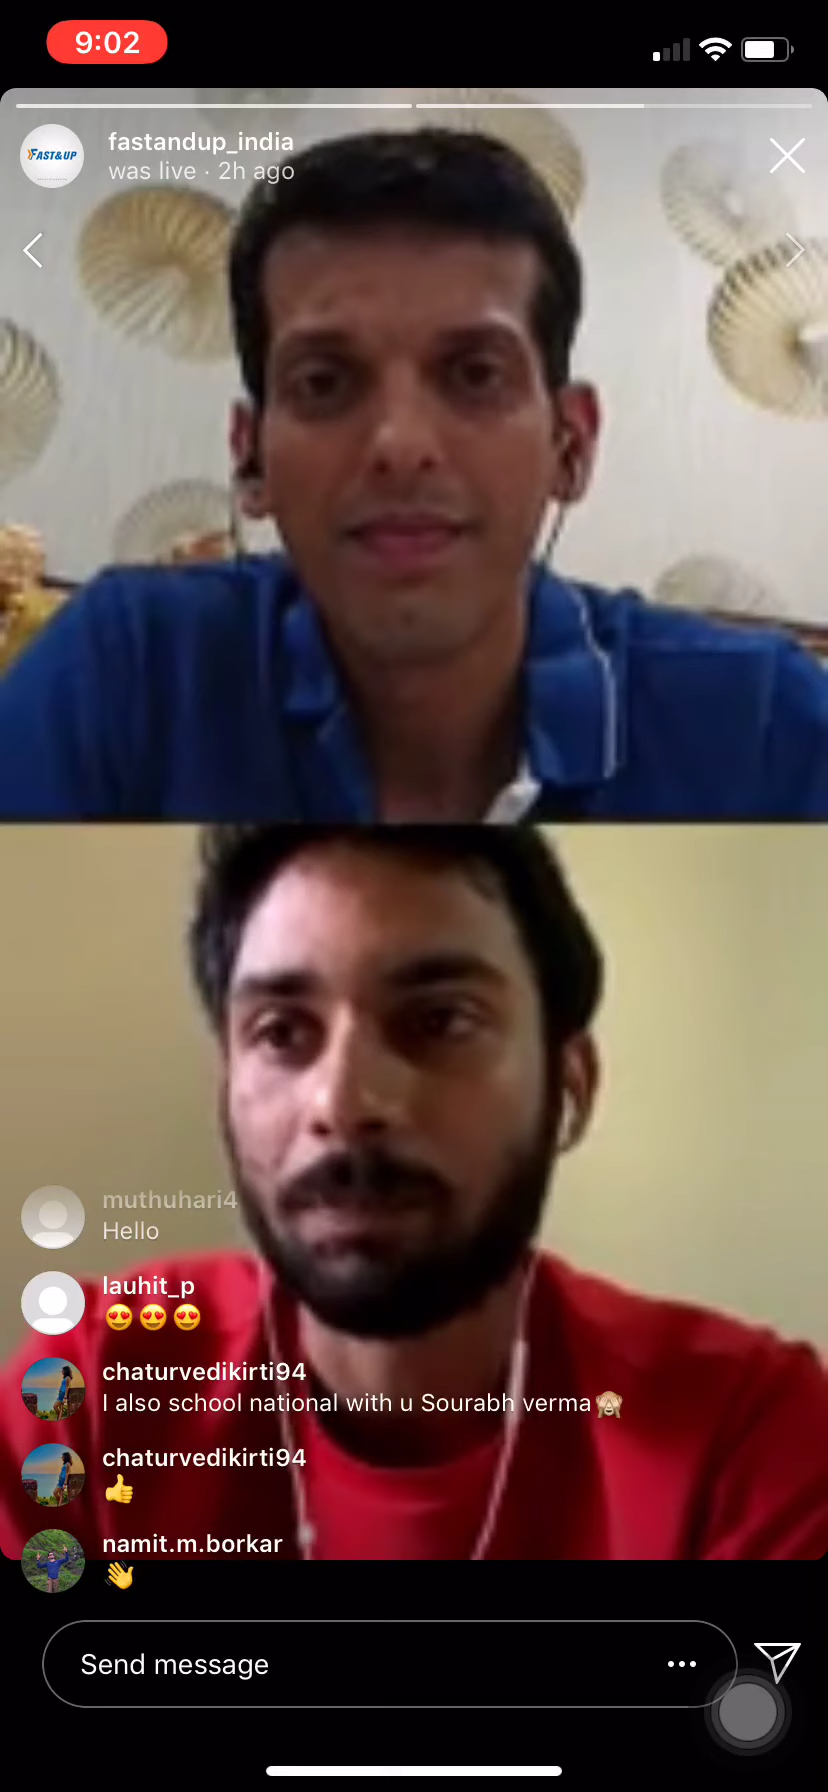 9:02
fastandup_india
was live · 2h ago
FAST&UP
muthuhari4
Hello
lauhit_p
😍😍😍
chaturvedikirti94
I also school national with u Sourabh verma🙈
chaturvedikirti94
👍
namit.m.borkar
👋
Send message